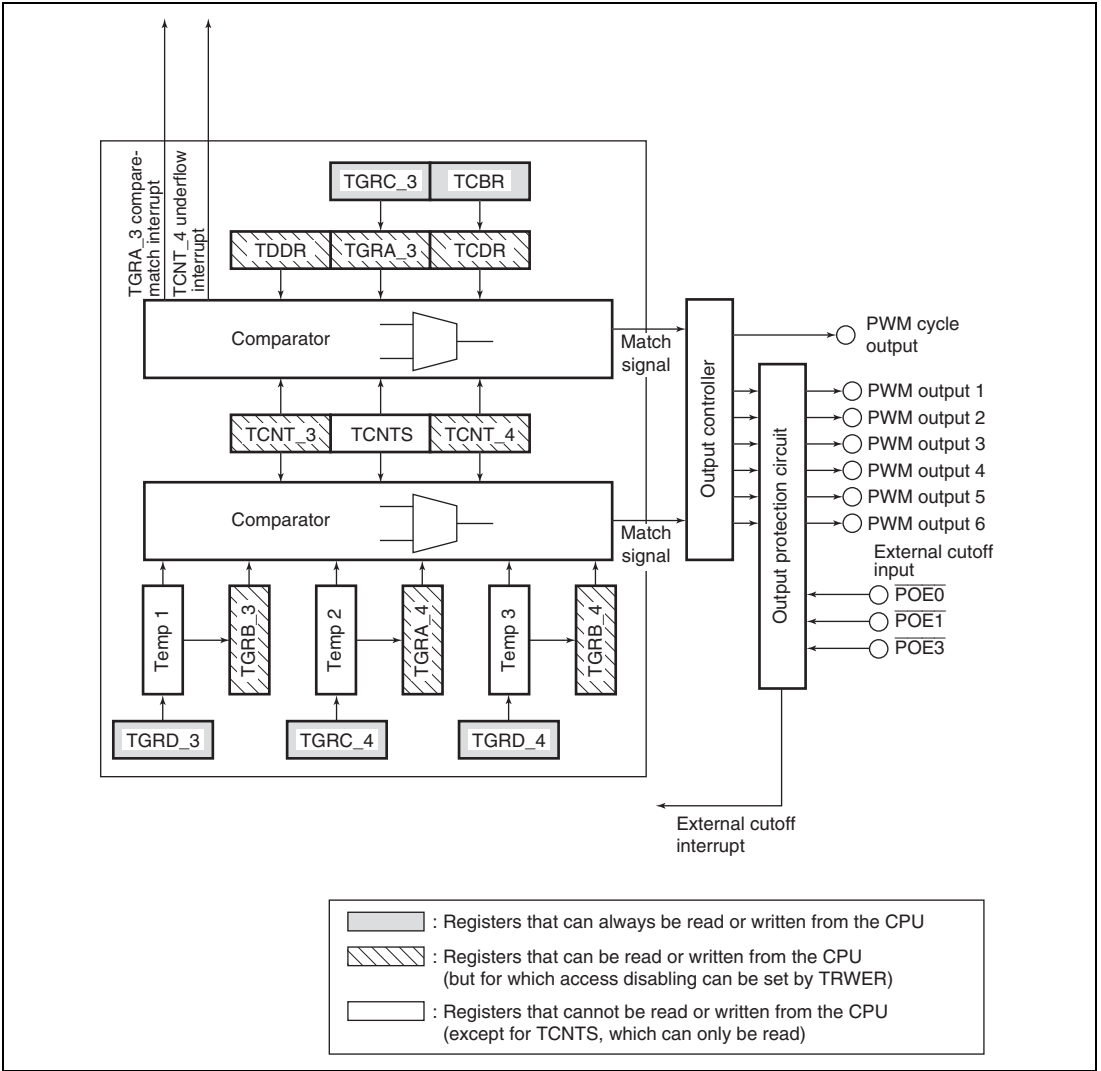 TGRA_3 compare-
match interrupt
TCNT_4 underflow
interrupt
TGRC_3
TCBR
TDDR
TGRA_3
TCDR
Comparator
Match
signal
TCNT_3
TCNTS
TCNT_4
Comparator
Match
signal
Temp 1
TGRB_3
Temp 2
TGRA_4
Temp 3
TGRB_4
TGRD_3
TGRC_4
TGRD_4
Output controller
Output protection circuit
PWM cycle
output
PWM output 1
PWM output 2
PWM output 3
PWM output 4
PWM output 5
PWM output 6
External cutoff
input
POE0
POE1
POE3
External cutoff
interrupt
: Registers that can always be read or written from the CPU
: Registers that can be read or written from the CPU
(but for which access disabling can be set by TRWER)
: Registers that cannot be read or written from the CPU
(except for TCNTS, which can only be read)